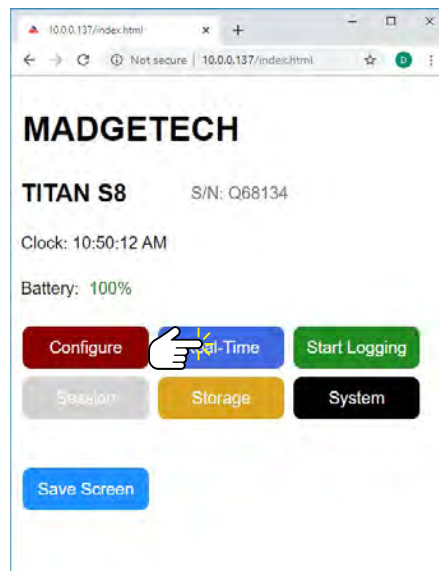 10.0.0.137/index.html
Not secure | 10.0.0.137/index.html
D
MADGETECH
TITAN S8 S/N: Q68134
Clock: 10:50:12 AM
Battery: 100%
Configure Start Logging
Session Storage System
Save Screen